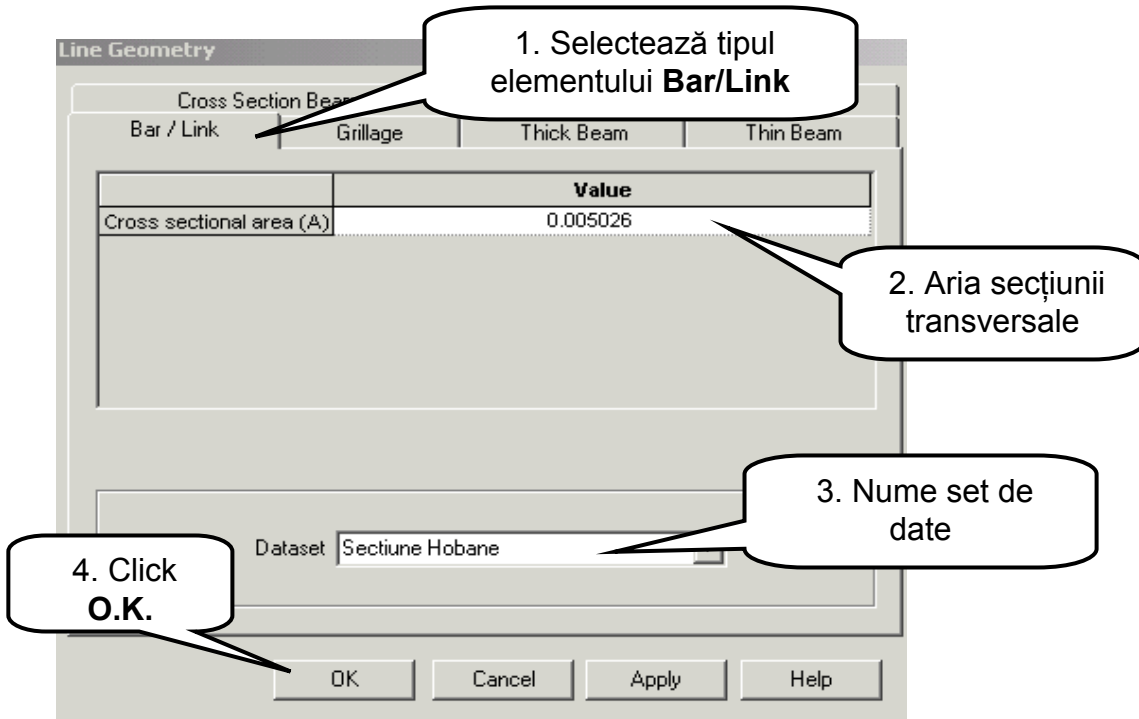 Line Geometry
1. Selectează tipul
elementului Bar/Link
Cross Section
Bar / Link
Grillage
Thick Beam
Thin Beam
Value
Cross sectional area (A)
0.005026
2. Aria secțiunii
transversale
3. Nume set de
date
Dataset
Sectiune Hobane
4. Click
O.K.
OK
Cancel
Apply
Help